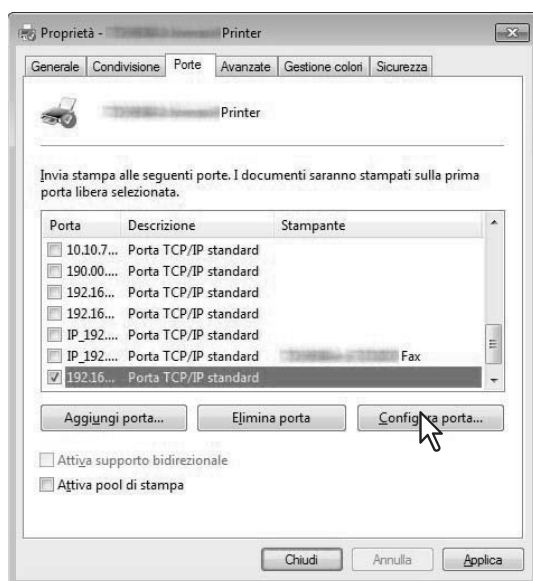 Proprietà - Printer
Generale Condivisione Porte Avanzate Gestione colori Sicurezza
Printer
Invia stampa alle seguenti porte. I documenti saranno stampati sulla prima
porta libera selezionata.
Porta Descrizione Stampante
10.10.7... Porta TCP/IP standard
190.00.... Porta TCP/IP standard
192.16... Porta TCP/IP standard
192.16... Porta TCP/IP standard
IP_192.... Porta TCP/IP standard
IP_192.... Porta TCP/IP standard Fax
192.16... Porta TCP/IP standard
Aggiungi porta... Elimina porta Configura porta...
Attiva supporto bidirezionale
Attiva pool di stampa
Chiudi Annulla Applica